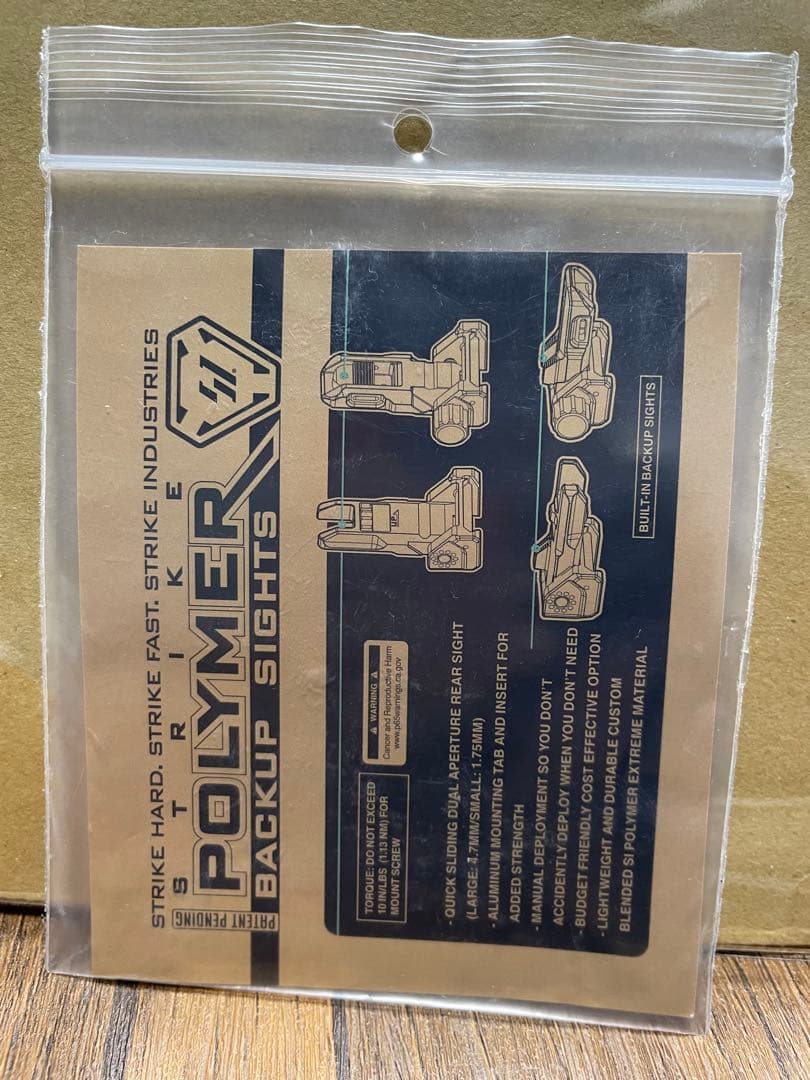 STRIKE HARD. STRIKE FAST. STRIKE INDUSTRIES
STRIKE
POLYMER
PATENT PENDING
BACKUP SIGHTS
SI
TORQUE: DO NOT EXCEED
10 IN/LBS (1.13 NM) FOR
MOUNT SCREW
⚠ WARNING ⚠
Cancer and Reproductive Harm
www.p65warnings.ca.gov
UP
- QUICK SLIDING DUAL APERTURE REAR SIGHT
(LARGE: 4.7MM/SMALL: 1.75MM)
- ALUMINUM MOUNTING TAB AND INSERT FOR
ADDED STRENGTH
- MANUAL DEPLOYMENT SO YOU DON'T
ACCIDENTLY DEPLOY WHEN YOU DON'T NEED
- BUDGET FRIENDLY COST EFFECTIVE OPTION
- LIGHTWEIGHT AND DURABLE CUSTOM
BLENDED SI POLYMER EXTREME MATERIAL
BUILT-IN BACKUP SIGHTS